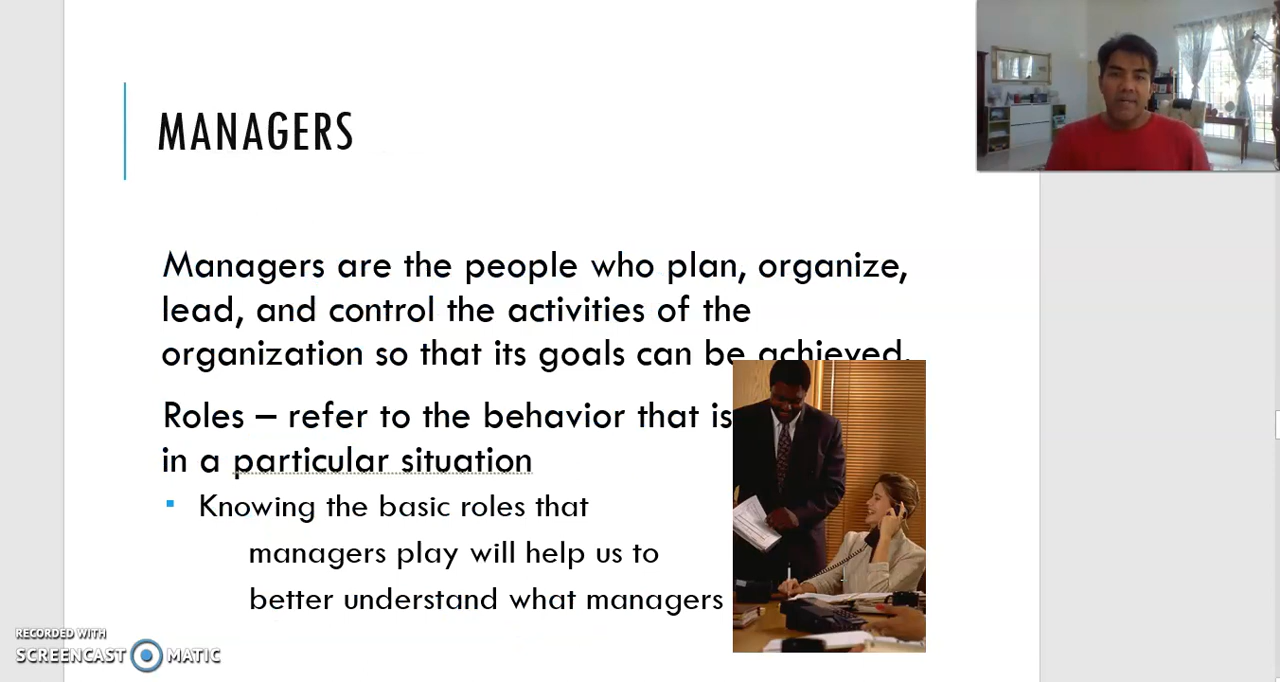 MANAGERS
Managers are the people who plan, organize,
lead, and control the activities of the
organization so that its goals can be achieved.
Roles – refer to the behavior that is
in a particular situation
▪ Knowing the basic roles that
managers play will help us to
better understand what managers
RECORDED WITH
SCREENCAST MATIC